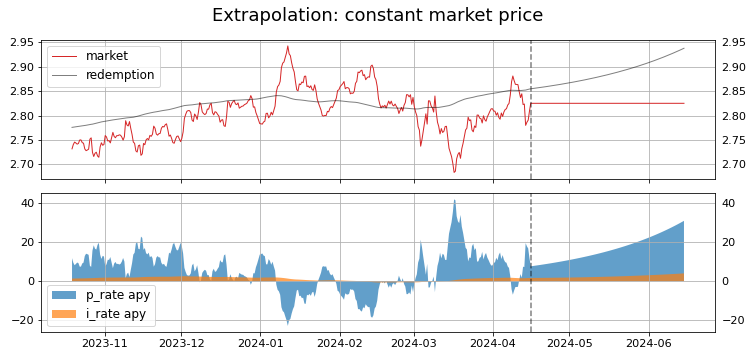 Extrapolation: constant market price
2.95 2.95
market
2.90 2.90
redemption
2.85 2.85
2.80 2.80
2.75 2.75
2.70 2.70
40 40
20 20
0 0
p_rate apy
i_rate apy
−20 −20
2023-11 2023-12 2024-01 2024-02 2024-03 2024-04 2024-05 2024-06